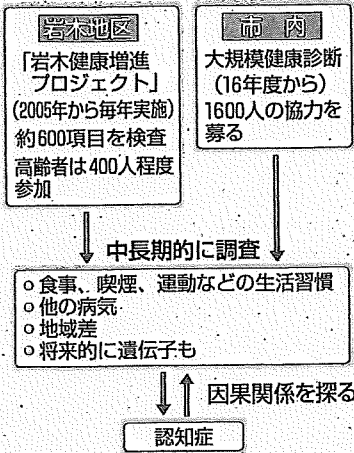 岩木地区
「岩木健康増進
プロジェクト」
(2005年から毎年実施)
約600項目を検査
高齢者は400人程度
参加
市内
大規模健康診断
(16年度から)
1600人の協力を
募る
中長期的に調査
○食事、喫煙、運動などの生活習慣
○他の病気
○地域差
○将来的に遺伝子も
因果関係を探る
認知症